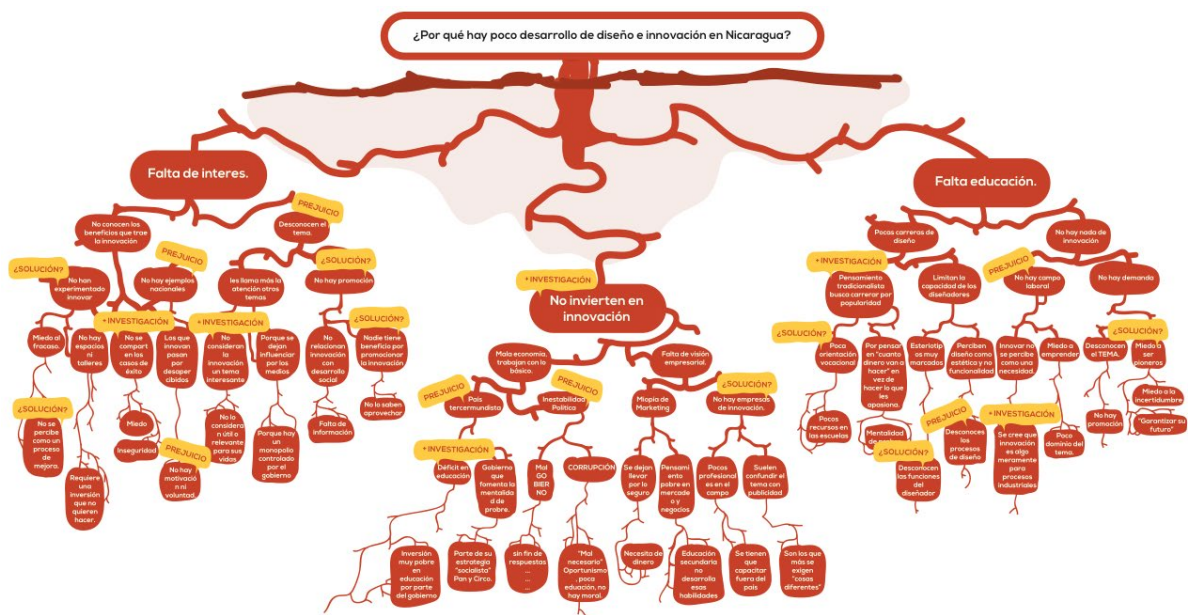 ¿Por qué hay poco desarrollo de diseño e innovación en Nicaragua?
Falta de interes.
PREJUICIO
No conocen los
beneficios que trae
la innovación
Desconocen el
tema.
¿SOLUCIÓN?
No han
experimentado
innovar
PREJUICIO
No hay ejemplos
nacionales
les llama más la
atención otros
temas
¿SOLUCIÓN?
No hay promoción
Miedo al
fracaso.
No hay
espacios ni
talleres
+ INVESTIGACIÓN
No se
compart
en los
casos de
éxito
Los que
innovan
pasan por
desaper
cibidos
+ INVESTIGACIÓN
No
consideran
la
innovación
un tema
interesante
Porque se
dejan
influenciar
por los
medios
No
relacionan
innovación
con
desarrollo
social
¿SOLUCIÓN?
Nadie tiene
beneficio por
promocionar
la innovación
¿SOLUCIÓN?
No se
percibe
como un
proceso
de
mejora.
Requiere
una
inversión
que no
quieren
hacer.
Miedo
Inseguridad
PREJUICIO
No hay
motivació
n ni
voluntad.
No lo
consideran
útil o
relevante
para sus
vidas
Porque hay
un
monopolio
controlado
por el
gobierno
Falta de
información
No lo saben
aprovechar
+ INVESTIGACIÓN
No invierten en
innovación
Mala economía,
trabajan con la
básico.
Falta de visión
empresarial.
PREJUICIO
País
tercermundista
PREJUICIO
Inestabilidad
Política
Miopía de
Marketing
¿SOLUCIÓN?
No hay empresas
de innovación.
+ INVESTIGACIÓN
Déficit en
educación
Gobierno
que
fomenta la
mentalida
d de
probre.
Mal
GO
BIER
NO
CORRUPCIÓN
Se dejan
llevar
por lo
seguro
Pensami
ento
pobre en
mercade
o y
negocios
Pocos
profesional
es en el
campo
Suelen
confundir el
tema con
publicidad
Inversión
muy pobre
en
educación
por parte
del gobierno
Parte de su
estrategia
"socialista"
Pan y Circo.
sin fin de
respuestas
...
...
"Mal
necesario"
Oportunismo
, poca
eduación, no
hay moral.
Necesita de
dinero
Educación
secundaria
no
desarrolla
esas
habilidades
Se tienen
que
capacitar
fuera del
país
Son los que
más se
exigen
"cosas
diferentes"
Falta educación.
Pocas carreras de
diseño
No hay nada de
innovación
+ INVESTIGACIÓN
Pensamiento
tradicionalista
busca carrerar por
popularidad
Limitan la
capacidad de los
diseñadores
PREJUICIO
No hay campo
laboral
No hay demanda
¿SOLUCIÓN?
Poca
orientación
vocacional
Por pensar
en "cuanto
dinero van a
hacer" en vez
de hacer lo que
les apasiona.
Esteriotip
os muy
marcados
Perciben
diseño como
estética y no
funcionalidad
Innovar no
se percibe
como una
necesidad.
Miedo a
emprender
Desconocen
el TEMA.
¿SOLUCIÓN?
Miedo a
ser
pioneros
Pocos
recursos en
las escuelas
Mentalidad
¿SOLUCIÓN?
Desconocen
las funciones
del
diseñador
PREJUICIO
Desconoces
los
procesos
de diseño
+ INVESTIGACIÓN
Se cree que
innovación
es algo
meramente
para
procesos
industriales
Poco
dominio del
tema.
No hay
promoción
Miedo a la
incertidumbre
"Garantizar su
futuro"